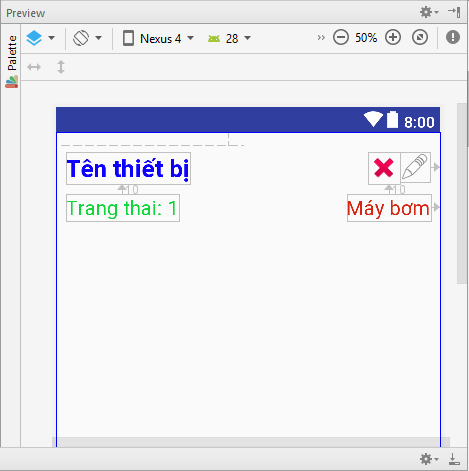 Preview
Palette
Nexus 4
28
50%
8:00
Tên thiết bị
10
10
Trang thai: 1
Máy bơm